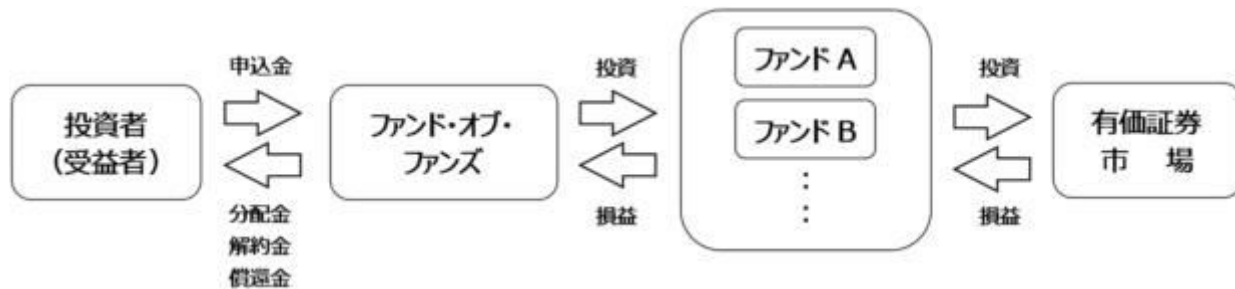 投資者
(受益者)
申込金
分配金
解約金
償還金
ファンド・オブ・
ファンズ
投資
損益
ファンド A
ファンド B
投資
損益
有価証券
市 場